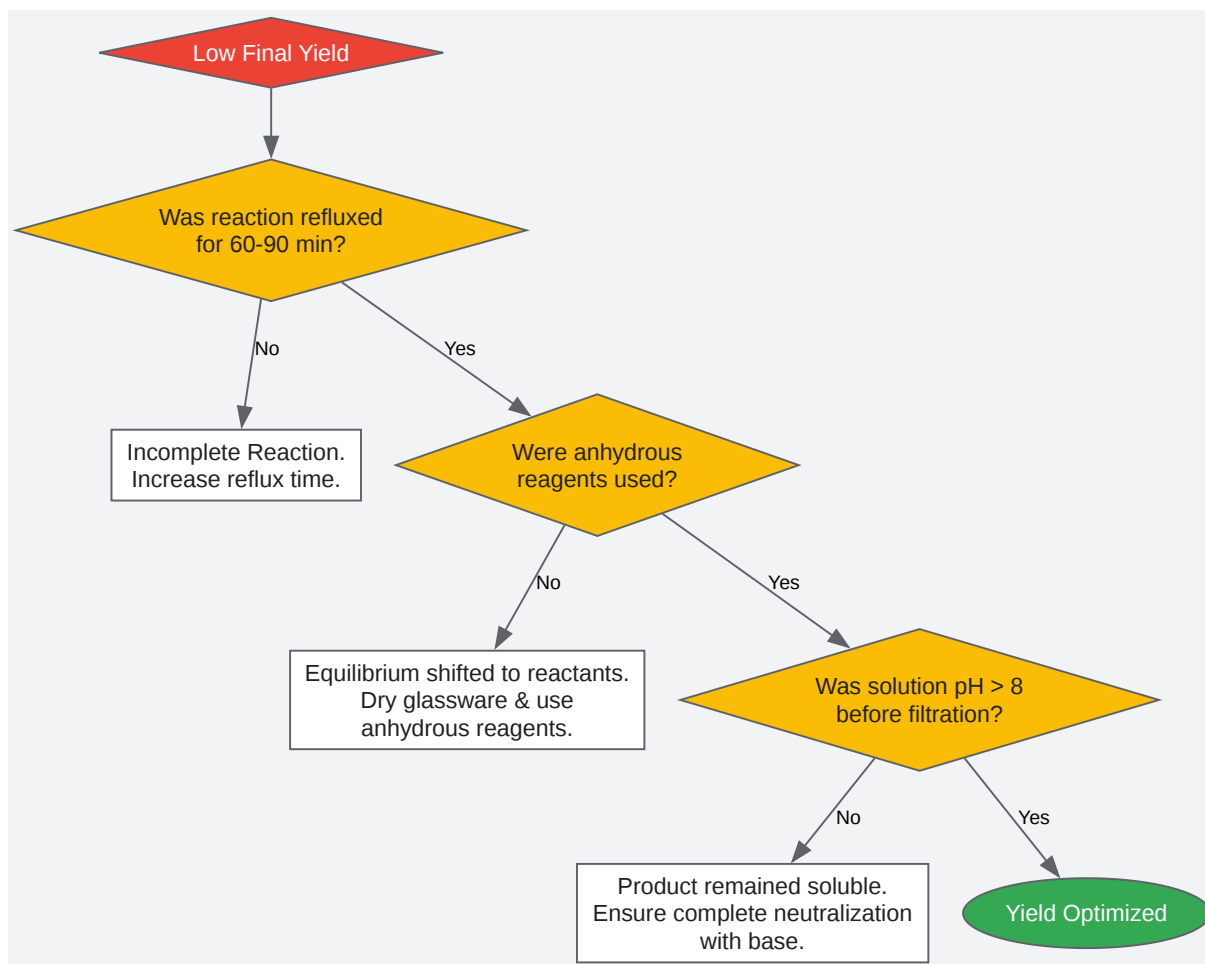 Low Final Yield
Was reaction refluxed
for 60-90 min?
No
Yes
Incomplete Reaction.
Increase reflux time.
Were anhydrous
reagents used?
No
Yes
Equilibrium shifted to reactants.
Dry glassware & use
anhydrous reagents.
Was solution pH > 8
before filtration?
No
Yes
Product remained soluble.
Ensure complete neutralization
with base.
Yield Optimized